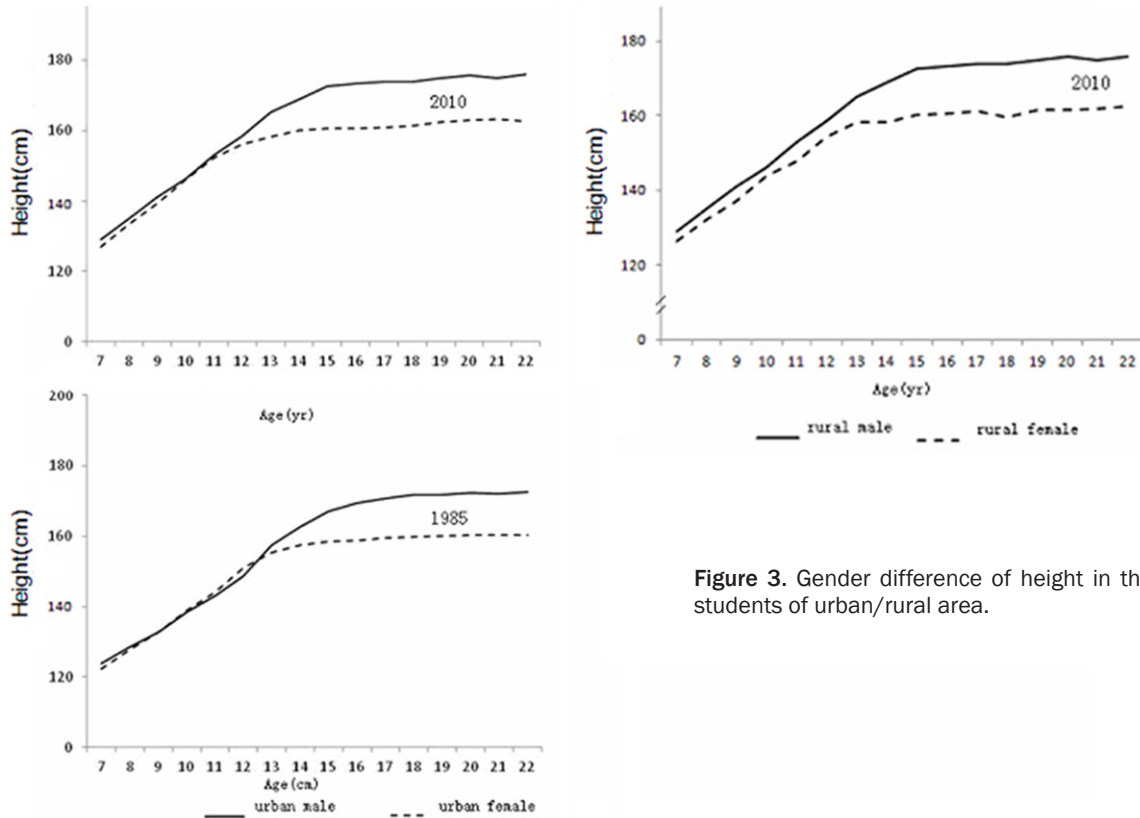 180
160
140
120
0
Height(cm)
2010
7 8 9 10 11 12 13 14 15 16 17 18 19 20 21 22
Age(yr)
180
160
140
120
0
Height(cm)
2010
7 8 9 10 11 12 13 14 15 16 17 18 19 20 21 22
Age(yr)
rural male rural female
200
180
160
140
120
0
Height(cm)
1985
7 8 9 10 11 12 13 14 15 16 17 18 19 20 21 22
Age(cm)
urban male urban female
Figure 3. Gender difference of height in th
students of urban/rural area.